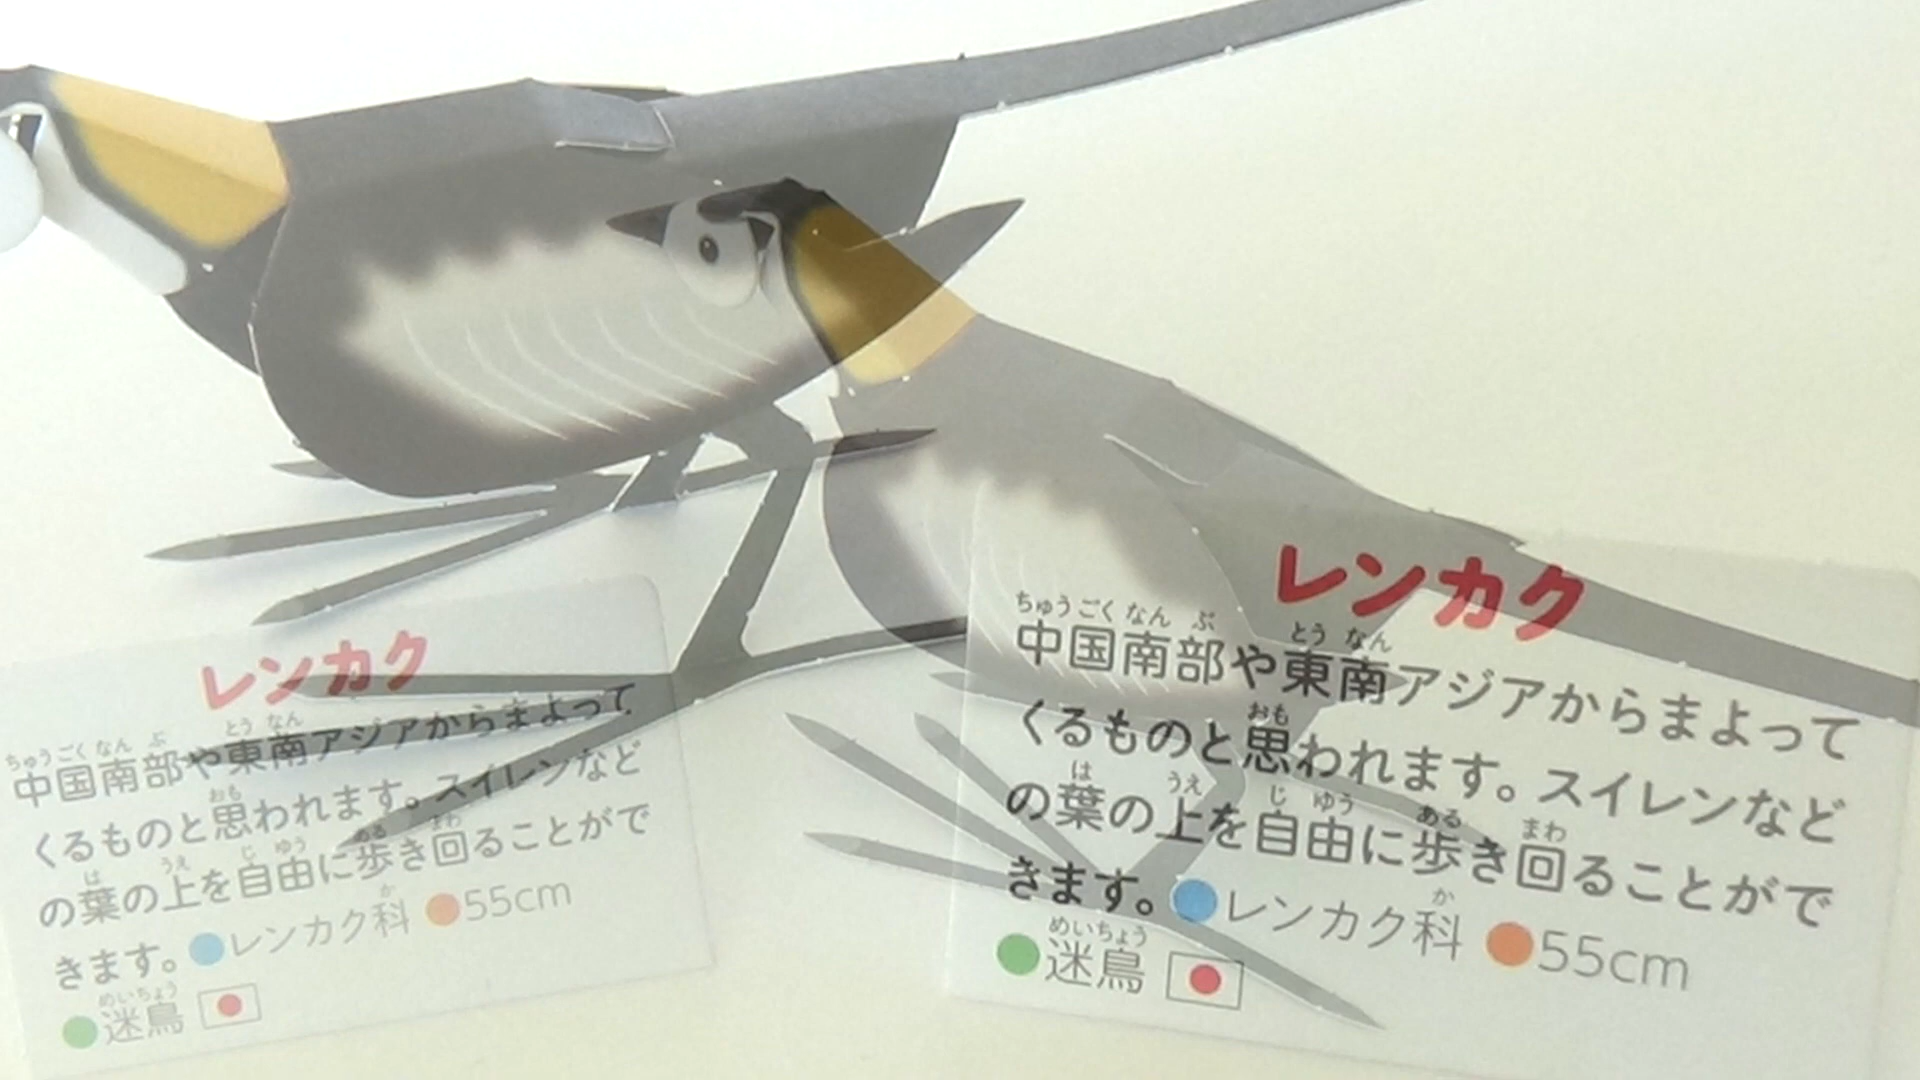 レンカク
中国南部や東南アジアからまよって
くるものと思われます。スイレンなど
の葉の上を自由に歩き回ることがで
きます。レンカク科 55cm
迷鳥
レンカク
ちゅうごくなんぶ とうなん
中国南部や東南アジアからまよって
おも
くるものと思われます。スイレンなど
は うえ じゆう ある まわ
の葉の上を自由に歩き回ることがで
か
きます。レンカク科 55cm
めいちょう
迷鳥